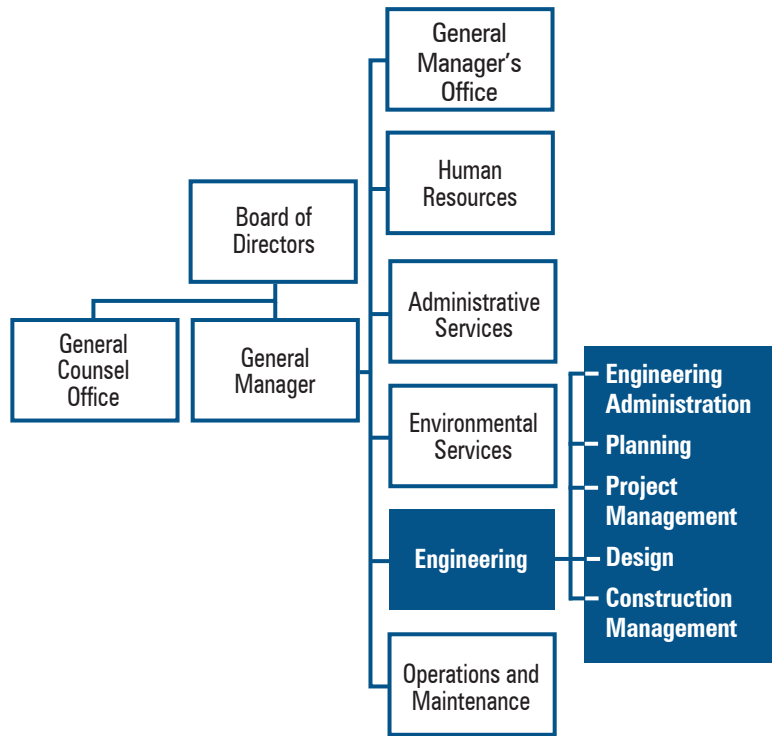 General
Manager's
Office
Human
Resources
Board of
Directors
Administrative
Services
General
Counsel
Office
General
Manager
Environmental
Services
Engineering
Engineering
Administration
Planning
Project
Management
Design
Construction
Management
Operations and
Maintenance